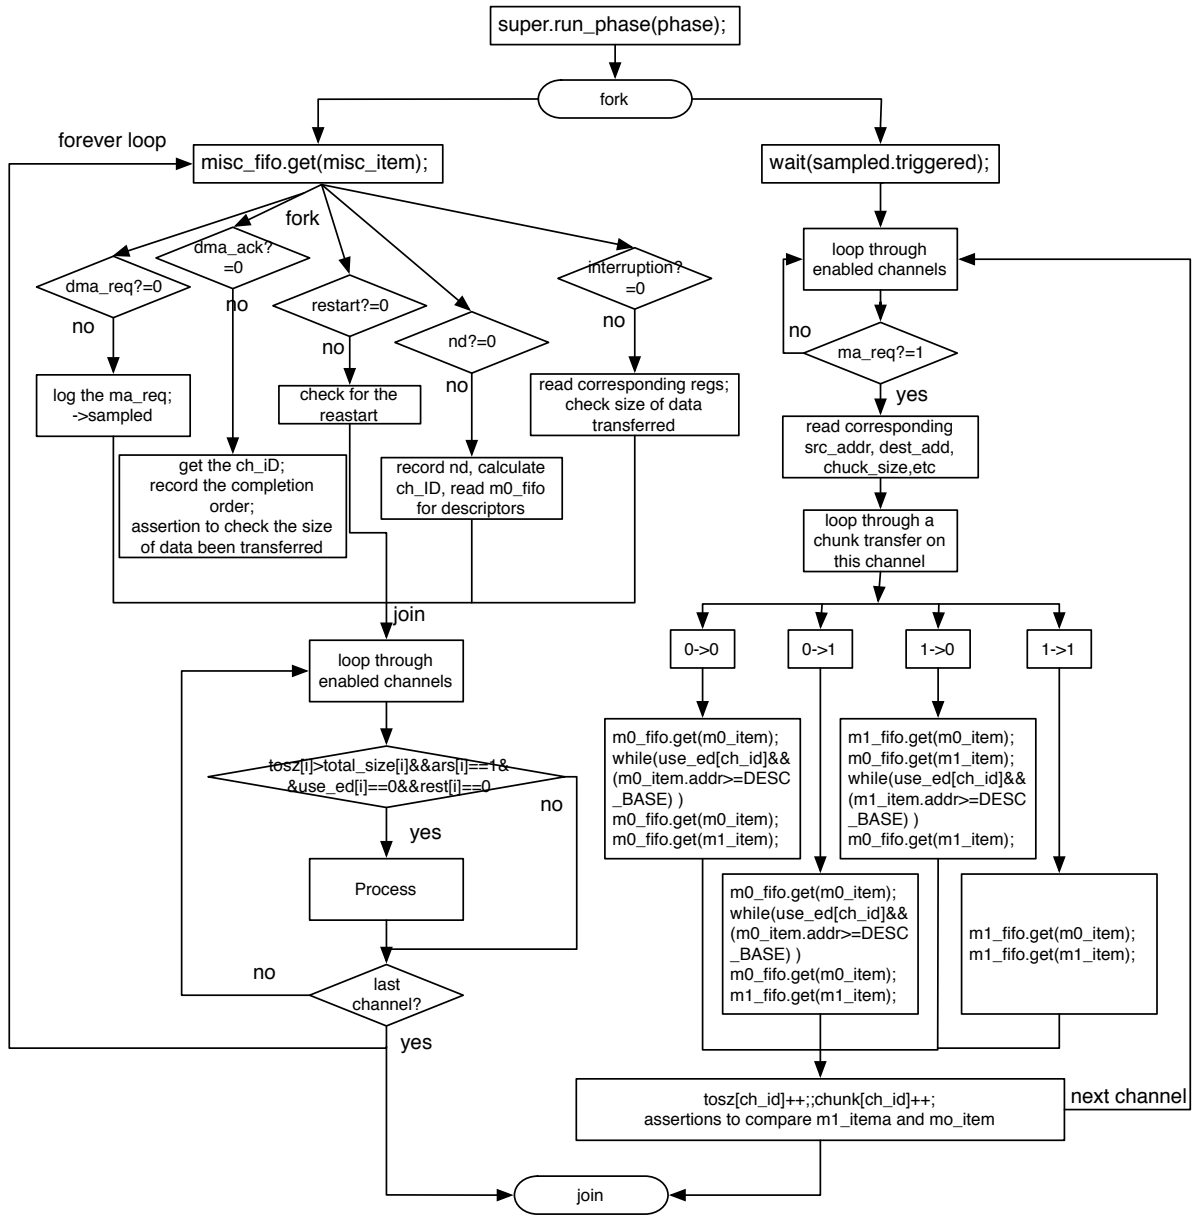 super.run_phase(phase);
fork
forever loop
misc_fifo.get(misc_item);
wait(sampled.triggered);
fork
dma_req?=0
dma_ack?
=0
restart?=0
nd?=0
interruption?
=0
no
no
no
no
no
log the ma_req;
->sampled
get the ch_iD;
record the completion
order;
assertion to check the size
of data been transferred
check for the
reastart
record nd, calculate
ch_ID, read m0_fifo
for descriptors
read corresponding regs;
check size of data
transferred
join
loop through
enabled channels
tosz[i]>total_size[i]&&ars[i]==1&
&use_ed[i]==0&&rest[i]==0
no
yes
Process
last
channel?
no
yes
loop through
enabled channels
no
ma_req?=1
yes
read corresponding
src_addr, dest_add,
chuck_size,etc
loop through a
chunk transfer on
this channel
0->0
0->1
1->0
1->1
m0_fifo.get(m0_item);
while(use_ed[ch_id]&&
(m0_item.addr>=DESC
_BASE) )
m0_fifo.get(m0_item);
m0_fifo.get(m1_item);
m0_fifo.get(m0_item);
while(use_ed[ch_id]&&
(m0_item.addr>=DESC
_BASE) )
m0_fifo.get(m0_item);
m1_fifo.get(m1_item);
m1_fifo.get(m0_item);
m0_fifo.get(m1_item);
while(use_ed[ch_id]&&
(m1_item.addr>=DESC
_BASE) )
m0_fifo.get(m1_item);
m1_fifo.get(m0_item);
m1_fifo.get(m1_item);
tosz[ch_id]++;;chunk[ch_id]++;
assertions to compare m1_itema and mo_item
next channel
join